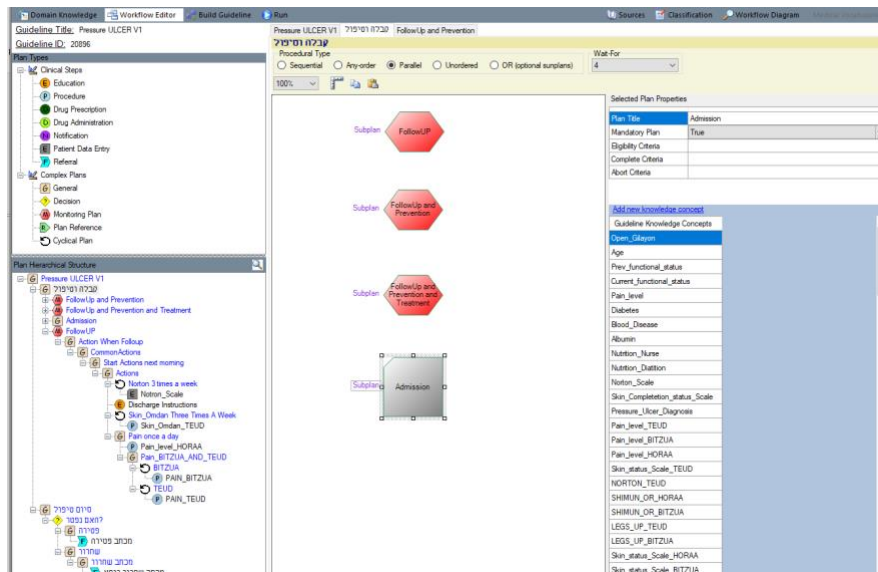 Domain Knowledge Workflow Editor Build Guideline Run Sources Classification Workflow Diagram
Guideline Title: Pressure ULCER V1
Guideline ID: 20896
Plan Types
Clinical Steps
Education
Procedure
Drug Prescription
Drug Administration
Notification
Patient Data Entry
Referral
Complex Plans
General
Decision
Monitoring Plan
Plan Reference
Cyclical Plan
Plan Hierarchical Structure
Pressure ULCER V1
קבלה וסיפול
FollowUp and Prevention
FollowUp and Prevention and Treatment
Admission
FollowUP
Action When Folloup
CommonActions
Start Actions next morning
Actions
Norton 3 times a week
Notron_Scale
Discharge Instructions
Skin_Omdan Three Times A Week
Skin_Omdan_TEUD
Pain once a day
Pain_level_HORAA
Pain_BITZUA_AND_TEUD
BITZUA
PAIN_BITZUA
TEUD
PAIN_TEUD
סיום סיפול
האם נפטר?
פטירה
מכתב פטירה
שחרור
מכתב שחרור
Pressure ULCER V1 קבלה וסיפול FollowUp and Prevention
קבלה וסיפול
Procedural Type
Sequential Any-order Parallel Unordered OR (optional sunplans)
Wait-For
4
100%
Subplan
FollowUP
Subplan
FollowUp and
Prevention
Subplan
FollowUp and
Prevention and
Treatment
Subplan
Admission
Selected Plan Properties
Plan Title Admission
Mandatory Plan True
Eligibility Criteria
Complete Criteria
Abort Criteria
Add new knowledge concept
Guideline Knowledge Concepts
Open_Gilayon
Age
Prev_functional_status
Current_functional_status
Pain_level
Diabetes
Blood_Disease
Albumin
Nutrition_Nurse
Nutrition_Diatition
Norton_Scale
Skin_Completetion_status_Scale
Pressure_Ulcer_Diagnosis
Pain_level_TEUD
Pain_level_BITZUA
Pain_level_HORAA
Skin_status_Scale_TEUD
NORTON_TEUD
SHIMUN_OR_HORAA
SHIMUN_OR_BITZUA
LEGS_UP_TEUD
LEGS_UP_BITZUA
Skin_status_Scale_HORAA
Skin_status_Scale_BITZUA